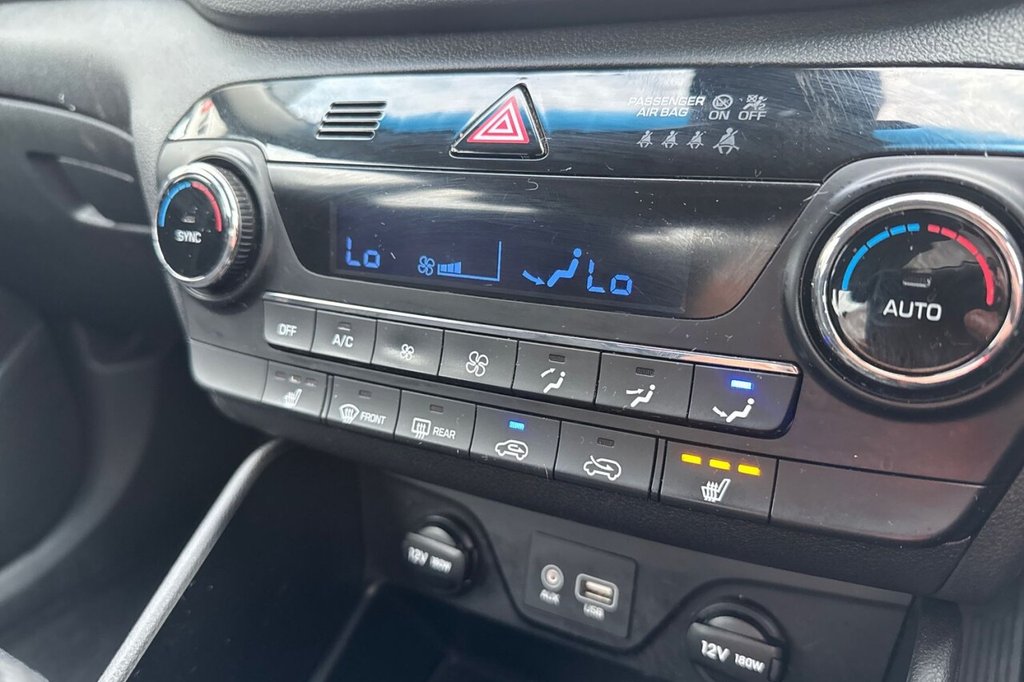 PASSENGER
AIR BAG
ON OFF
SYNC
Lo
Lo
AUTO
OFF
A/C
FRONT
REAR
12V 180W
AUX
USB
12V 180W